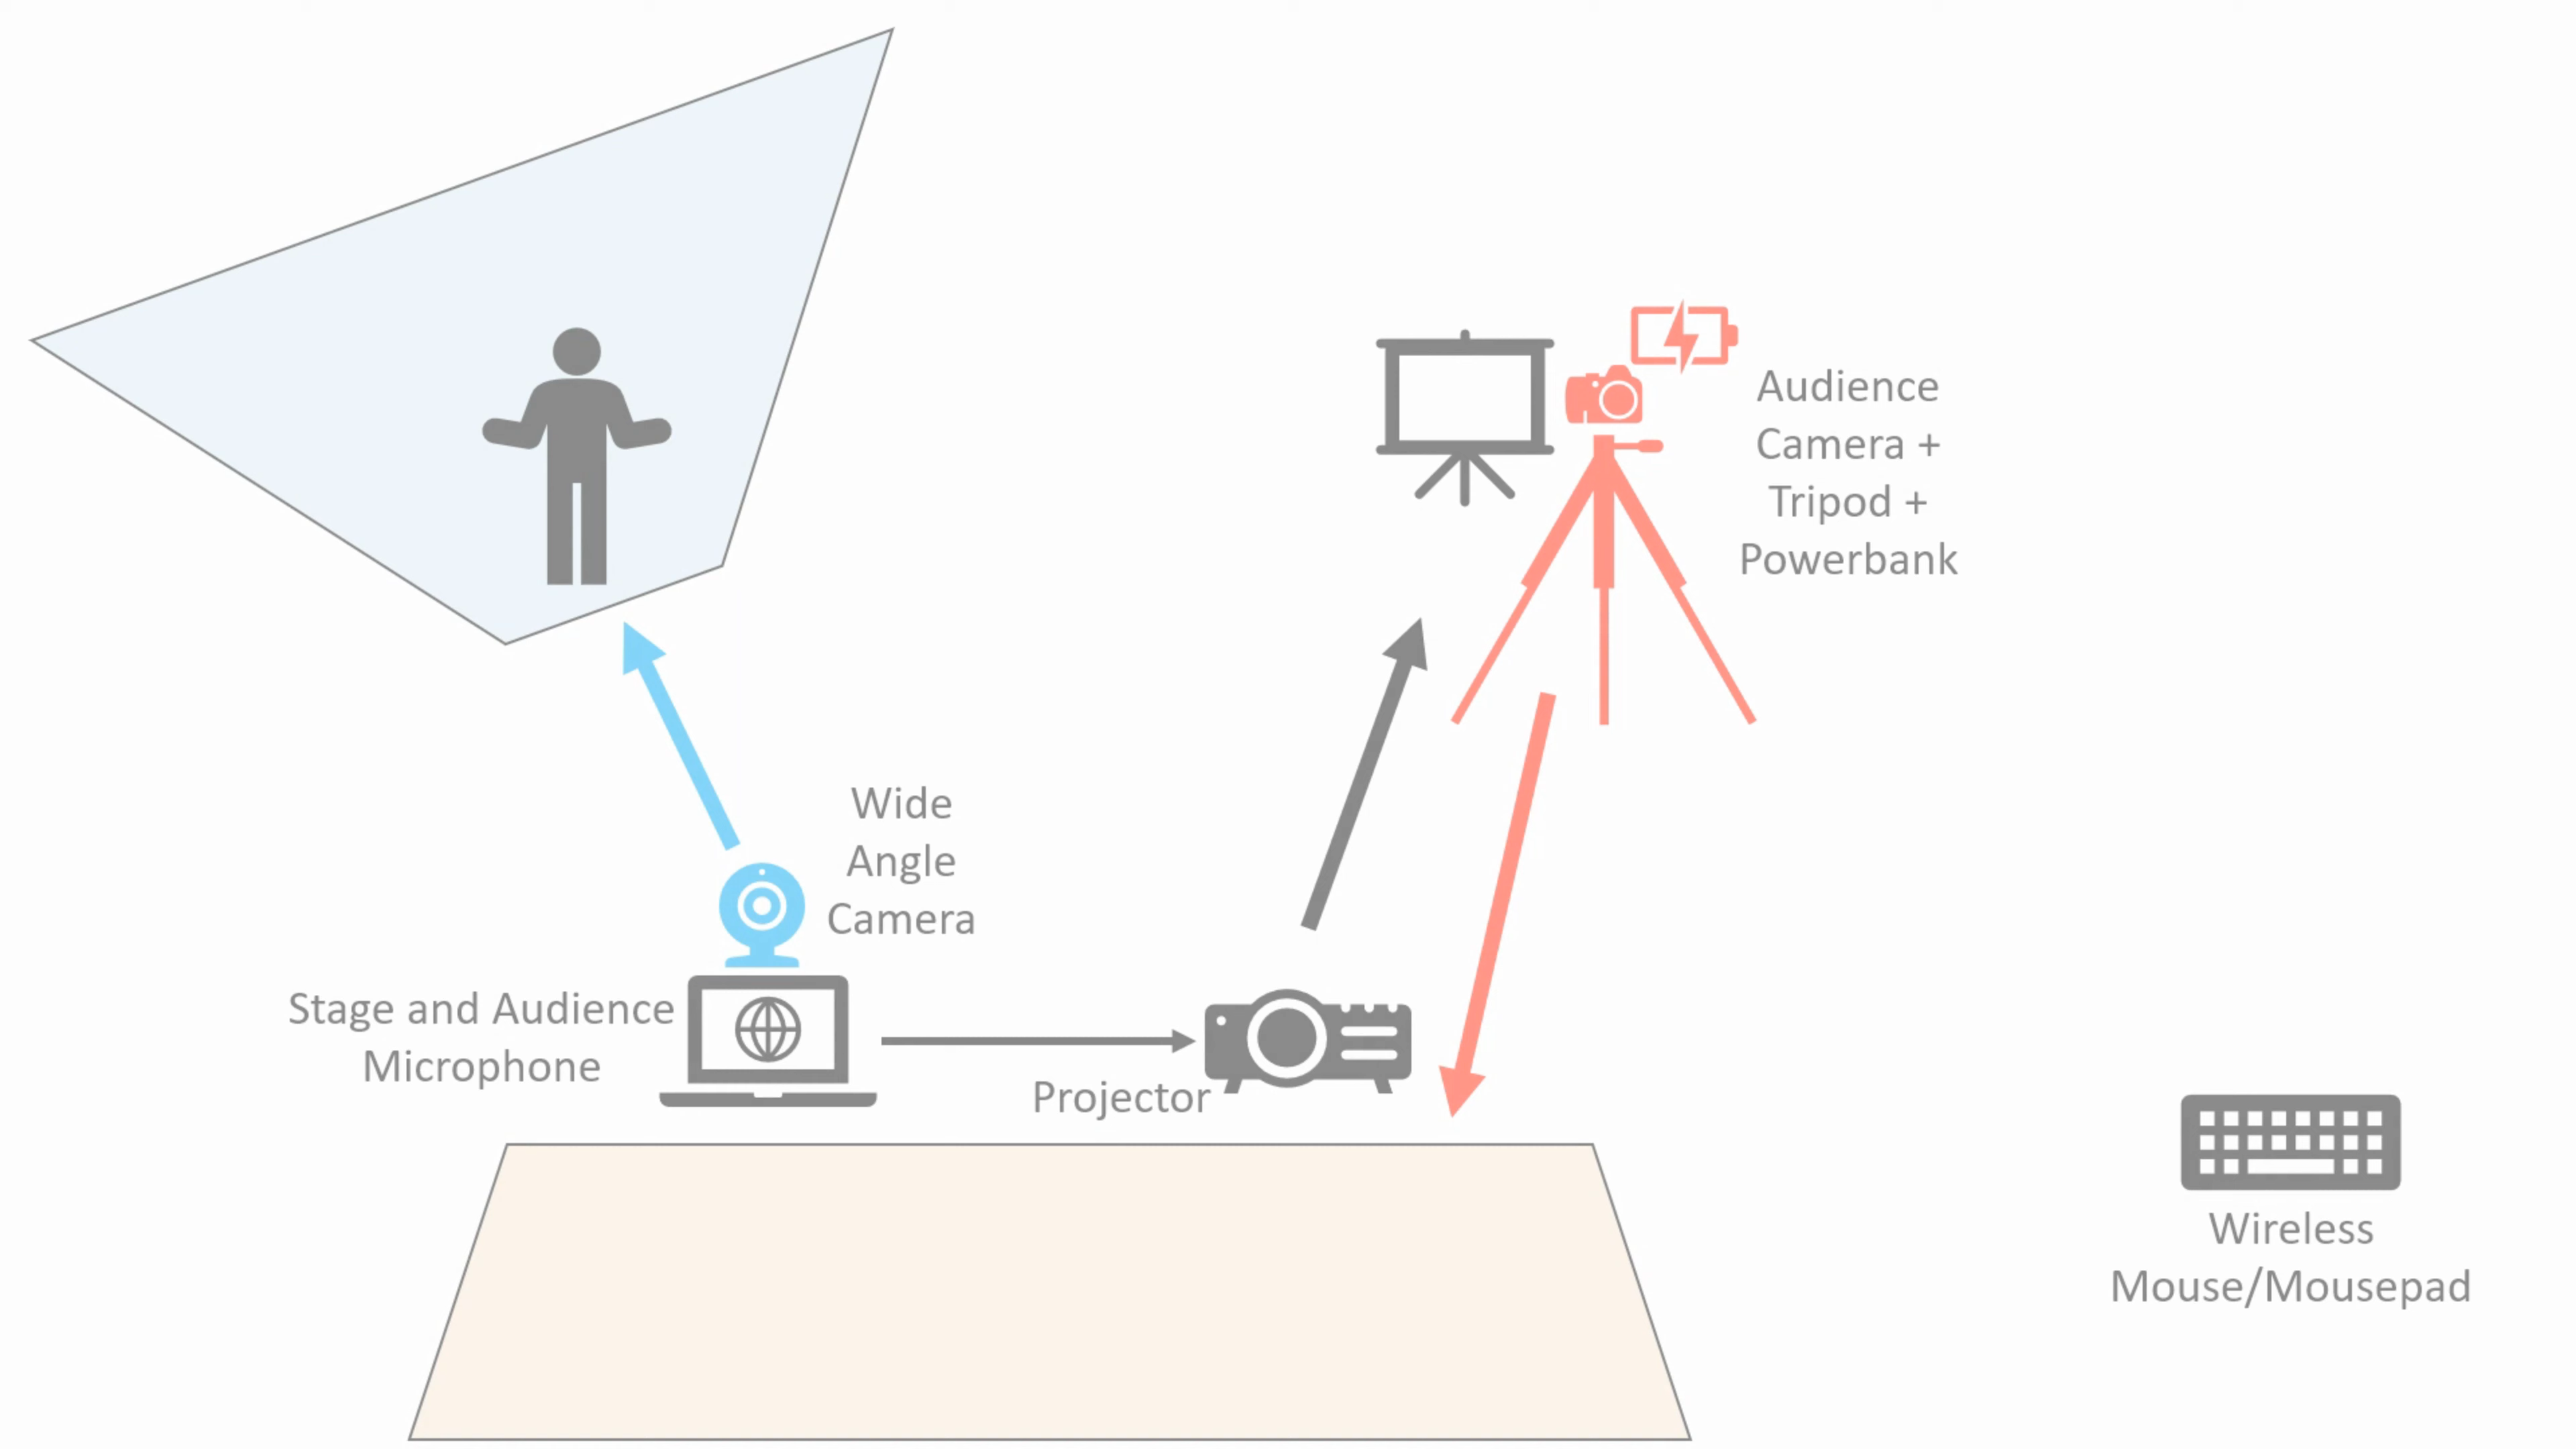 Audience
Camera +
Tripod +
Powerbank
Wide
Angle
Camera
Stage and Audience
Microphone
Projector
Wireless
Mouse/Mousepad